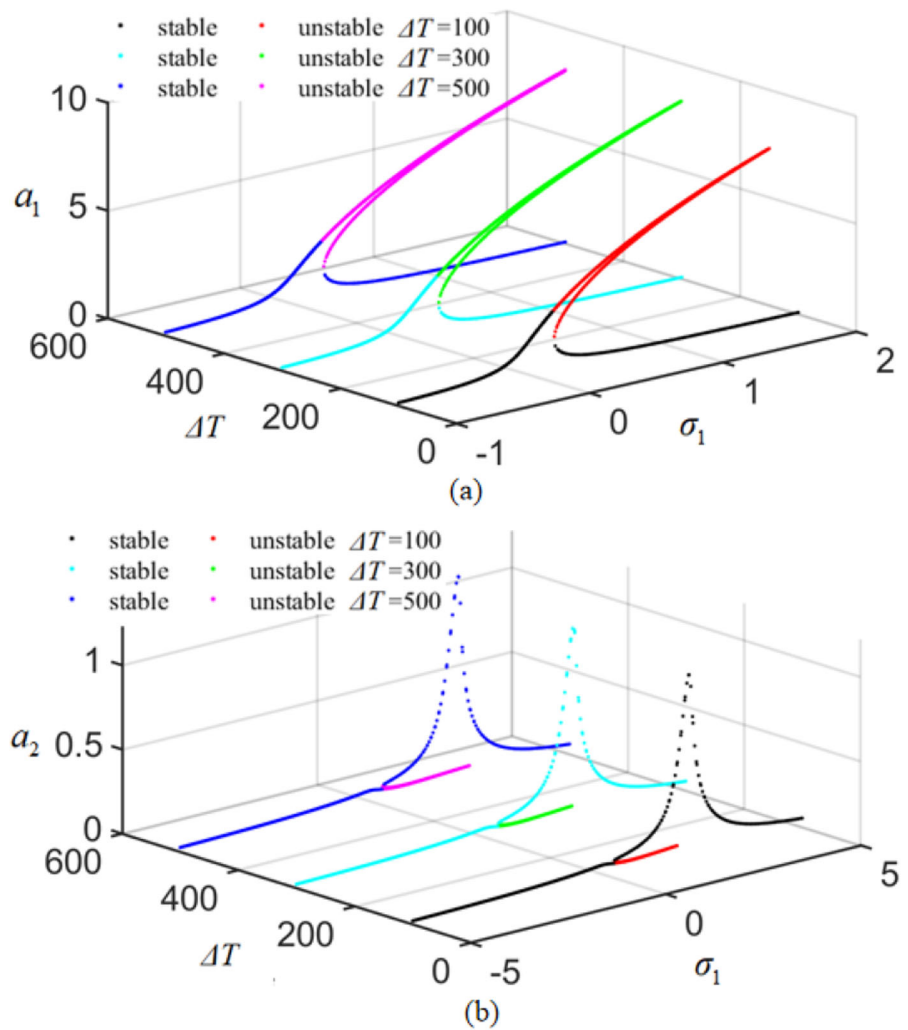 stable unstable ΔT=100
stable unstable ΔT=300
stable unstable ΔT=500
10
5
0
a₁
600
400
200
0
ΔT
-1
0
1
2
σ₁
(a)
stable unstable ΔT=100
stable unstable ΔT=300
stable unstable ΔT=500
1
0.5
0
a₂
600
400
200
0
ΔT
-5
0
5
σ₁
(b)